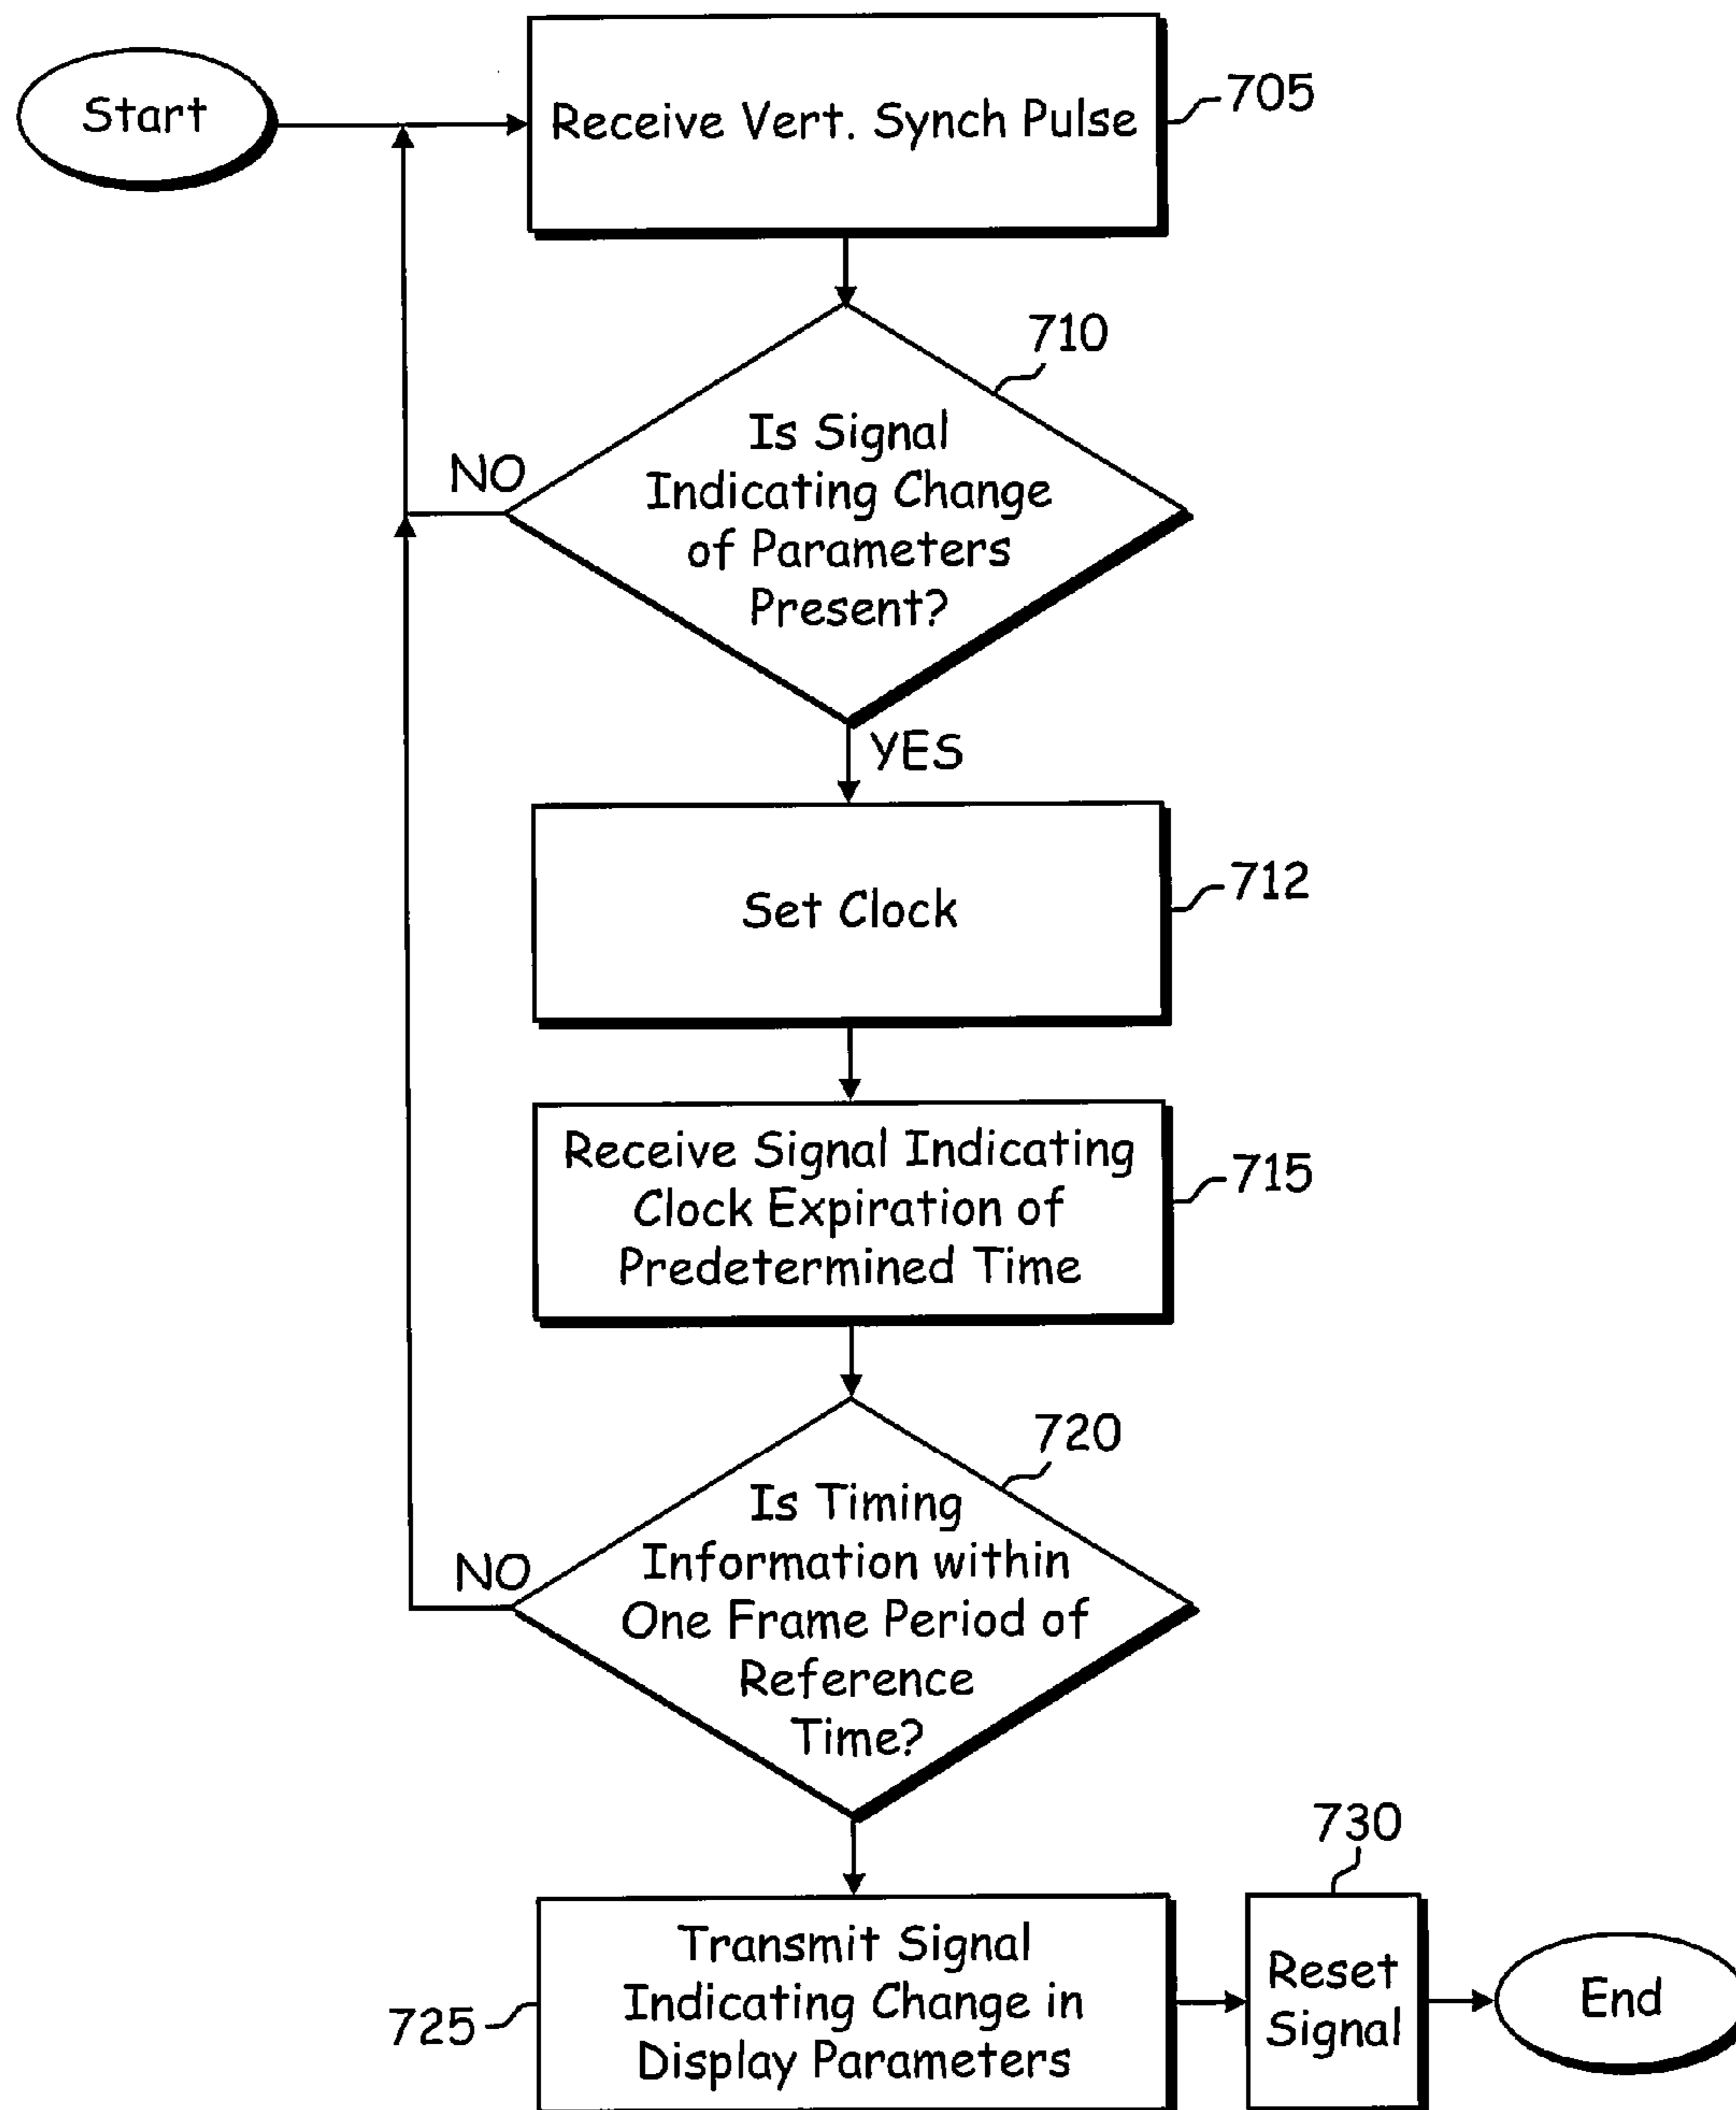 Start
Receive Vert. Synch Pulse
705
710
Is Signal
Indicating Change
of Parameters
Present?
NO
YES
Set Clock
712
Receive Signal Indicating
Clock Expiration of
Predetermined Time
715
720
Is Timing
Information within
One Frame Period of
Reference
Time?
NO
730
Transmit Signal
Indicating Change in
Display Parameters
725
Reset
Signal
End